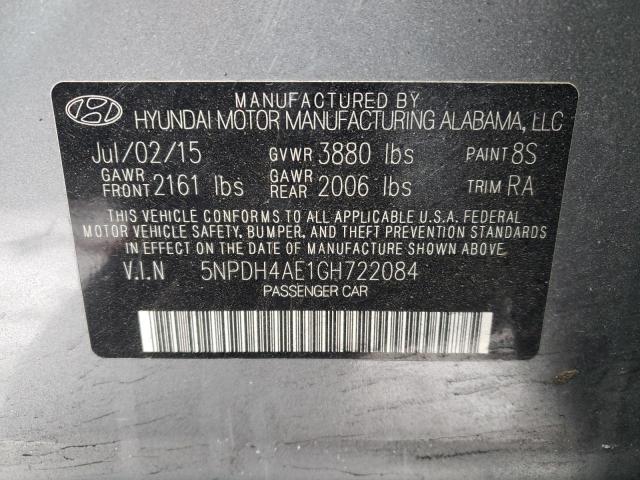 MANUFACTURED BY
HYUNDAI MOTOR MANUFACTURING ALABAMA, LLC
Jul/02/15 GVWR 3880 lbs PAINT 8S
GAWR FRONT 2161 lbs GAWR REAR 2006 lbs TRIM RA
THIS VEHICLE CONFORMS TO ALL APPLICABLE U.S.A. FEDERAL
MOTOR VEHICLE SAFETY, BUMPER, AND THEFT PREVENTION STANDARDS
IN EFFECT ON THE DATE OF MANUFACTURE SHOWN ABOVE.
V.I.N 5NPDH4AE1GH722084
PASSENGER CAR